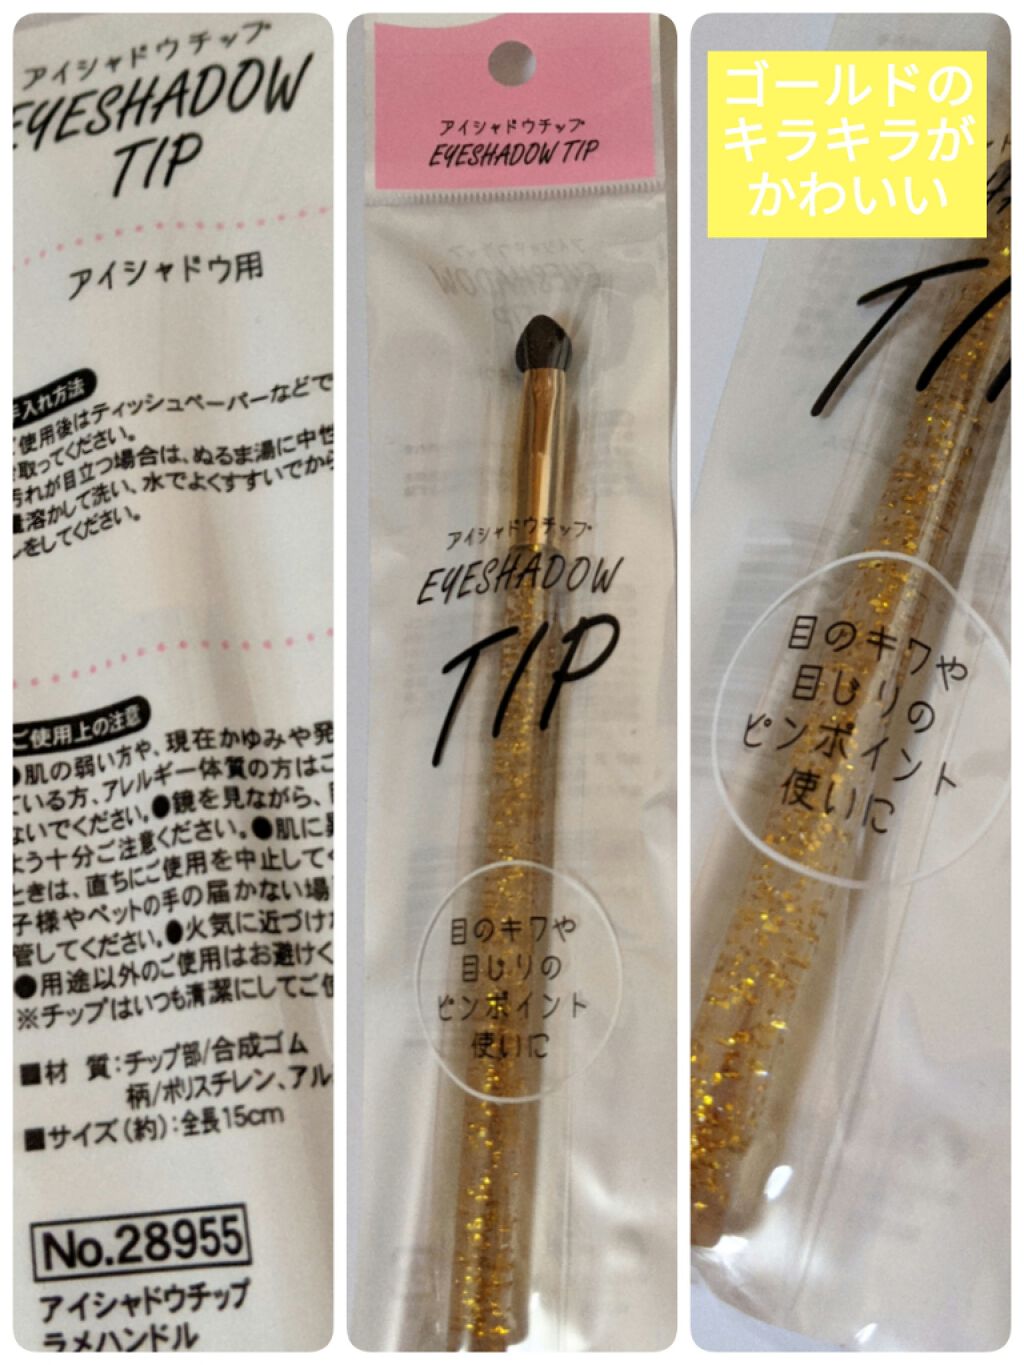 アイシャドウチップ
EYESHADOW
TIP
アイシャドウ用
手入れ方法
使用後はティッシュペーパーなどで
取ってください。
汚れが目立つ場合は、ぬるま湯に中性
量溶かして洗い、水でよくすすいでから
しをしてください。
ご使用上の注意
●肌の弱い方や、現在かゆみや発
ている方、アレルギー体質の方はご
ないでください。●鏡を見ながら、
よう十分ご注意ください。●肌に異
ときは、直ちにご使用を中止して
子様やペットの手の届かない場
管してください。●火気に近づけ
●用途以外のご使用はお避けく
※チップはいつも清潔にしてご使
■材 質:チップ部/合成ゴム
柄/ポリスチレン、アル
■サイズ(約):全長15cm
No.28955
アイシャドウチップ
ラメハンドル
アイシャドウチップ
EYESHADOW TIP
アイシャドウチップ
EYESHADOW
TIP
目のキワや
目じりの
ピンポイント
使いに
ゴールドの
キラキラが
かわいい
TI
目のキワや
目じりの
ピンポイント
使いに